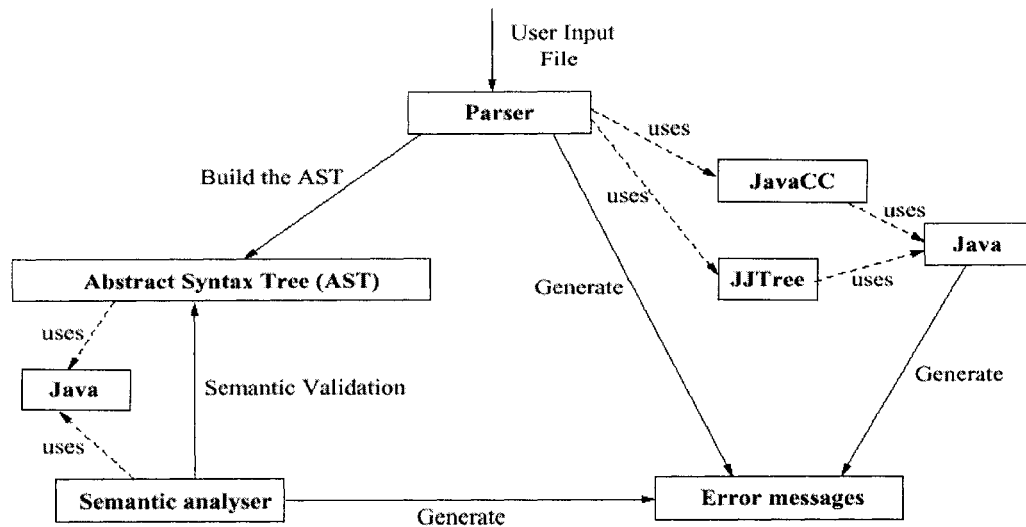 User Input
File
Parser
uses
JavaCC
Build the AST
uses
uses
Java
Abstract Syntax Tree (AST)
JJTree
uses
Generate
uses
Java
Semantic Validation
Generate
uses
Semantic analyser
Generate
Error messages